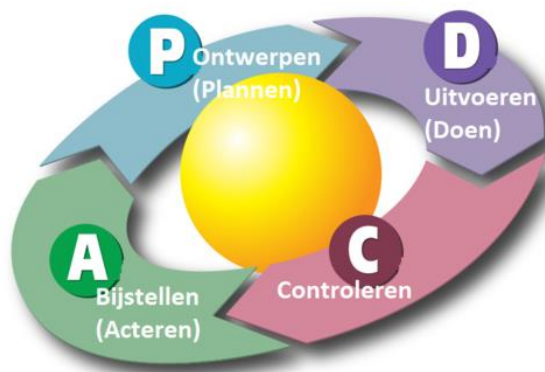 P
Ontwerpen
(Plannen)
D
Uitvoeren
(Doen)
C
Controleren
A
Bijstellen
(Acteren)